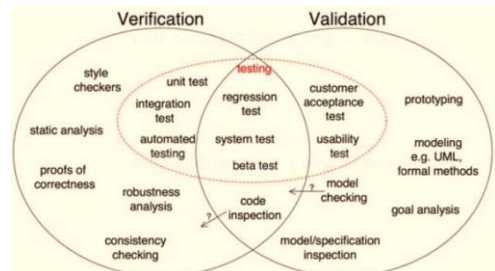 Verification
Validation
testing
style
checkers
unit test
integration
test
automated
testing
regression
test
system test
beta test
customer
acceptance
test
usability
test
prototyping
static analysis
modeling
e.g. UML,
formal methods
proofs of
correctness
robustness
analysis
code
inspection
?
?
model
checking
goal analysis
consistency
checking
model/specification
inspection